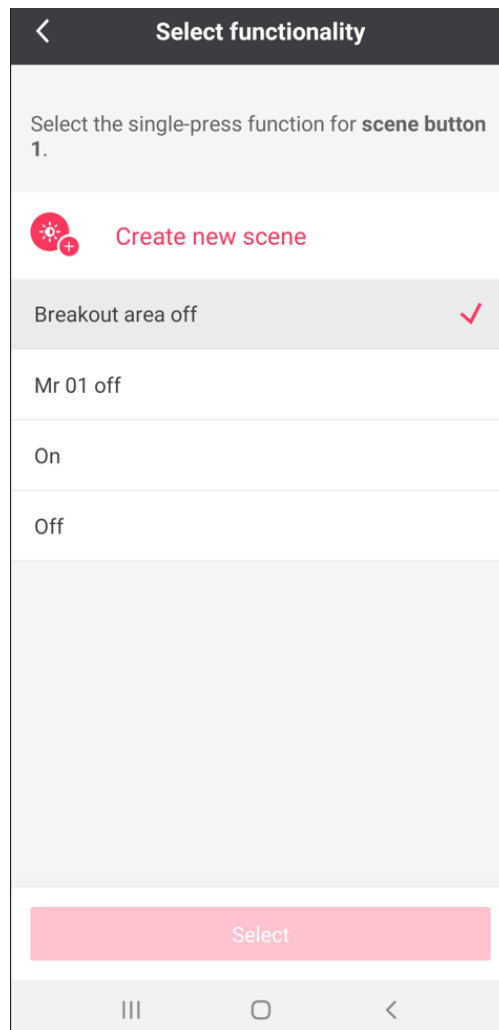 Select functionality
Select the single-press function for scene button
1.
Create new scene
Breakout area off
Mr 01 off
On
Off
Select